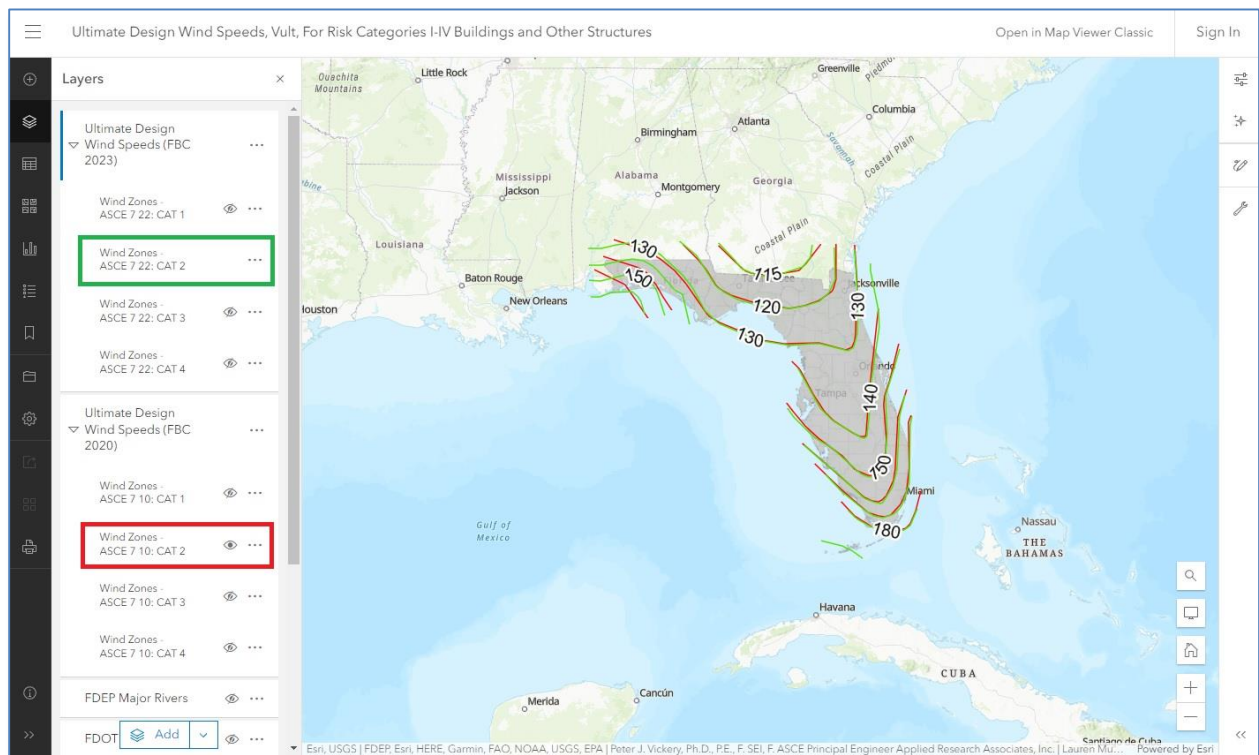 Ultimate Design Wind Speeds, Vult, For Risk Categories I-IV Buildings and Other Structures
Open in Map Viewer Classic
Sign In
Layers
Ultimate Design
Wind Speeds (FBC
2023)
Wind Zones -
ASCE 7 22: CAT 1
Wind Zones -
ASCE 7 22: CAT 2
Wind Zones -
ASCE 7 22: CAT 3
Wind Zones -
ASCE 7 22: CAT 4
Ultimate Design
Wind Speeds (FBC
2020)
Wind Zones -
ASCE 7 10: CAT 1
Wind Zones -
ASCE 7 10: CAT 2
Wind Zones -
ASCE 7 10: CAT 3
Wind Zones -
ASCE 7 10: CAT 4
FDEP Major Rivers
FDOT
Add
Ouachita
Mountains
Little Rock
Greenville
Piedmont
Columbia
Atlanta
Birmingham
Savannah
Coastal Plain
Mississippi
Alabama
Georgia
Jackson
Montgomery
Coastal Plain
Louisiana
130
150
115
Baton Rouge
cksonville
New Orleans
120
130
ouston
130
Tampa
140
150
Miami
180
Gulf of
Mexico
Nassau
THE
BAHAMAS
Havana
CUBA
Cancún
Merida
Santiago de Cuba
Esri, USGS | FDEP, Esri, HERE, Garmin, FAO, NOAA, USGS, EPA | Peter J. Vickery, Ph.D., P.E., F. SEI, F. ASCE Principal Engineer Applied Research Associates, Inc. | Lauren Mu...
Powered by Esri